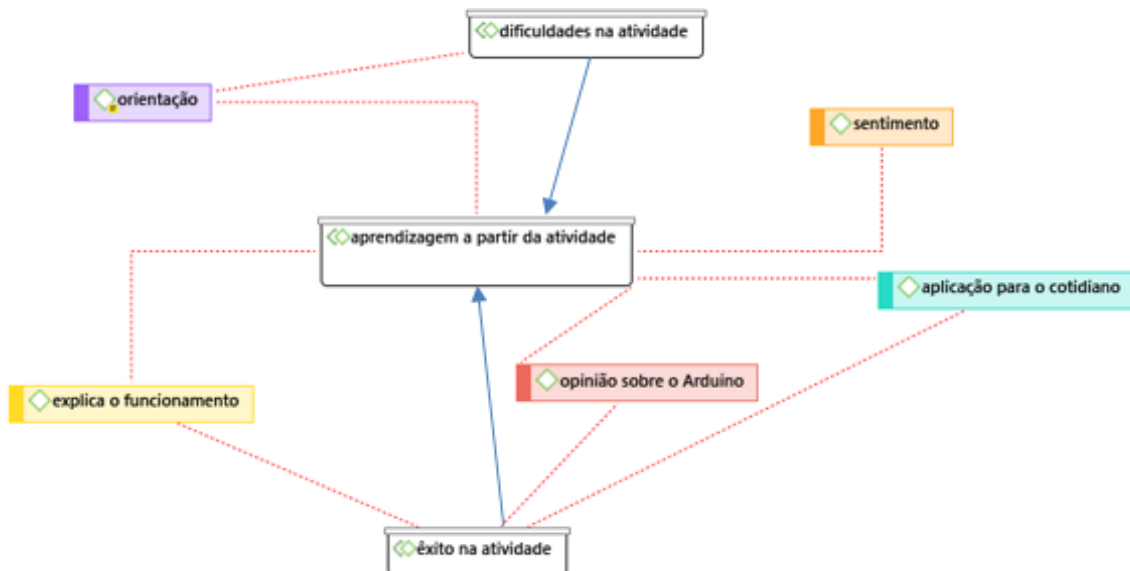 dificuldades na atividade
orientação
sentimento
aprendizagem a partir da atividade
aplicação para o cotidiano
opinião sobre o Arduino
explica o funcionamento
êxito na atividade